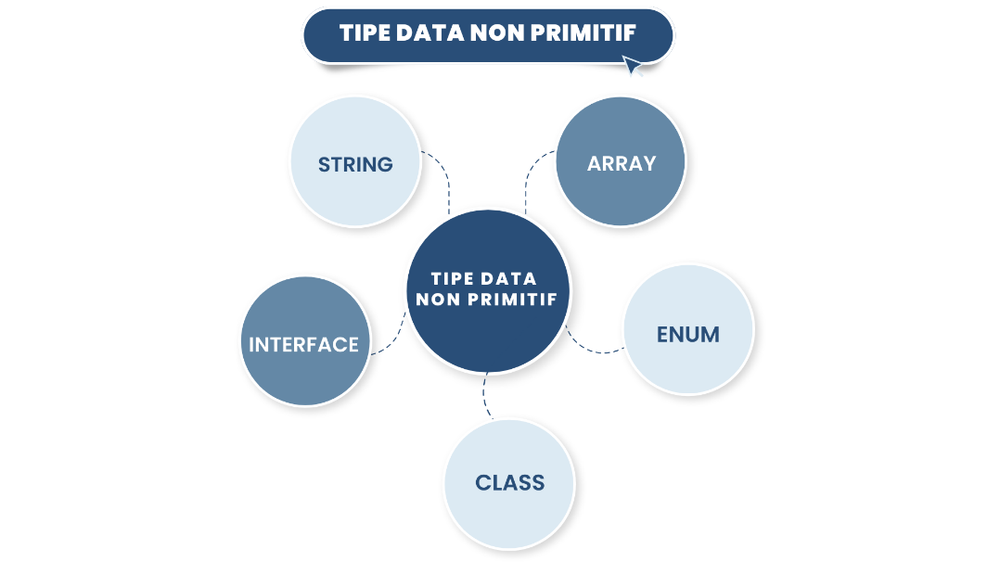 TIPE DATA NON PRIMITIF
STRING
ARRAY
TIPE DATA
NON PRIMITIF
INTERFACE
ENUM
CLASS